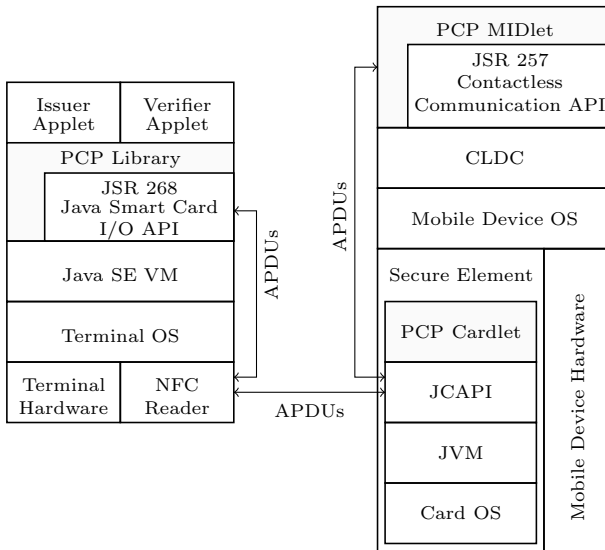 Issuer
Applet
Verifier
Applet
PCP Library
JSR 268
Java Smart Card
I/O API
Java SE VM
Terminal OS
Terminal
Hardware
NFC
Reader
APDUs
APDUs
APDUs
PCP MIDlet
JSR 257
Contactless
Communication API
CLDC
Mobile Device OS
Secure Element
PCP Cardlet
JCAPI
JVM
Card OS
Mobile Device Hardware